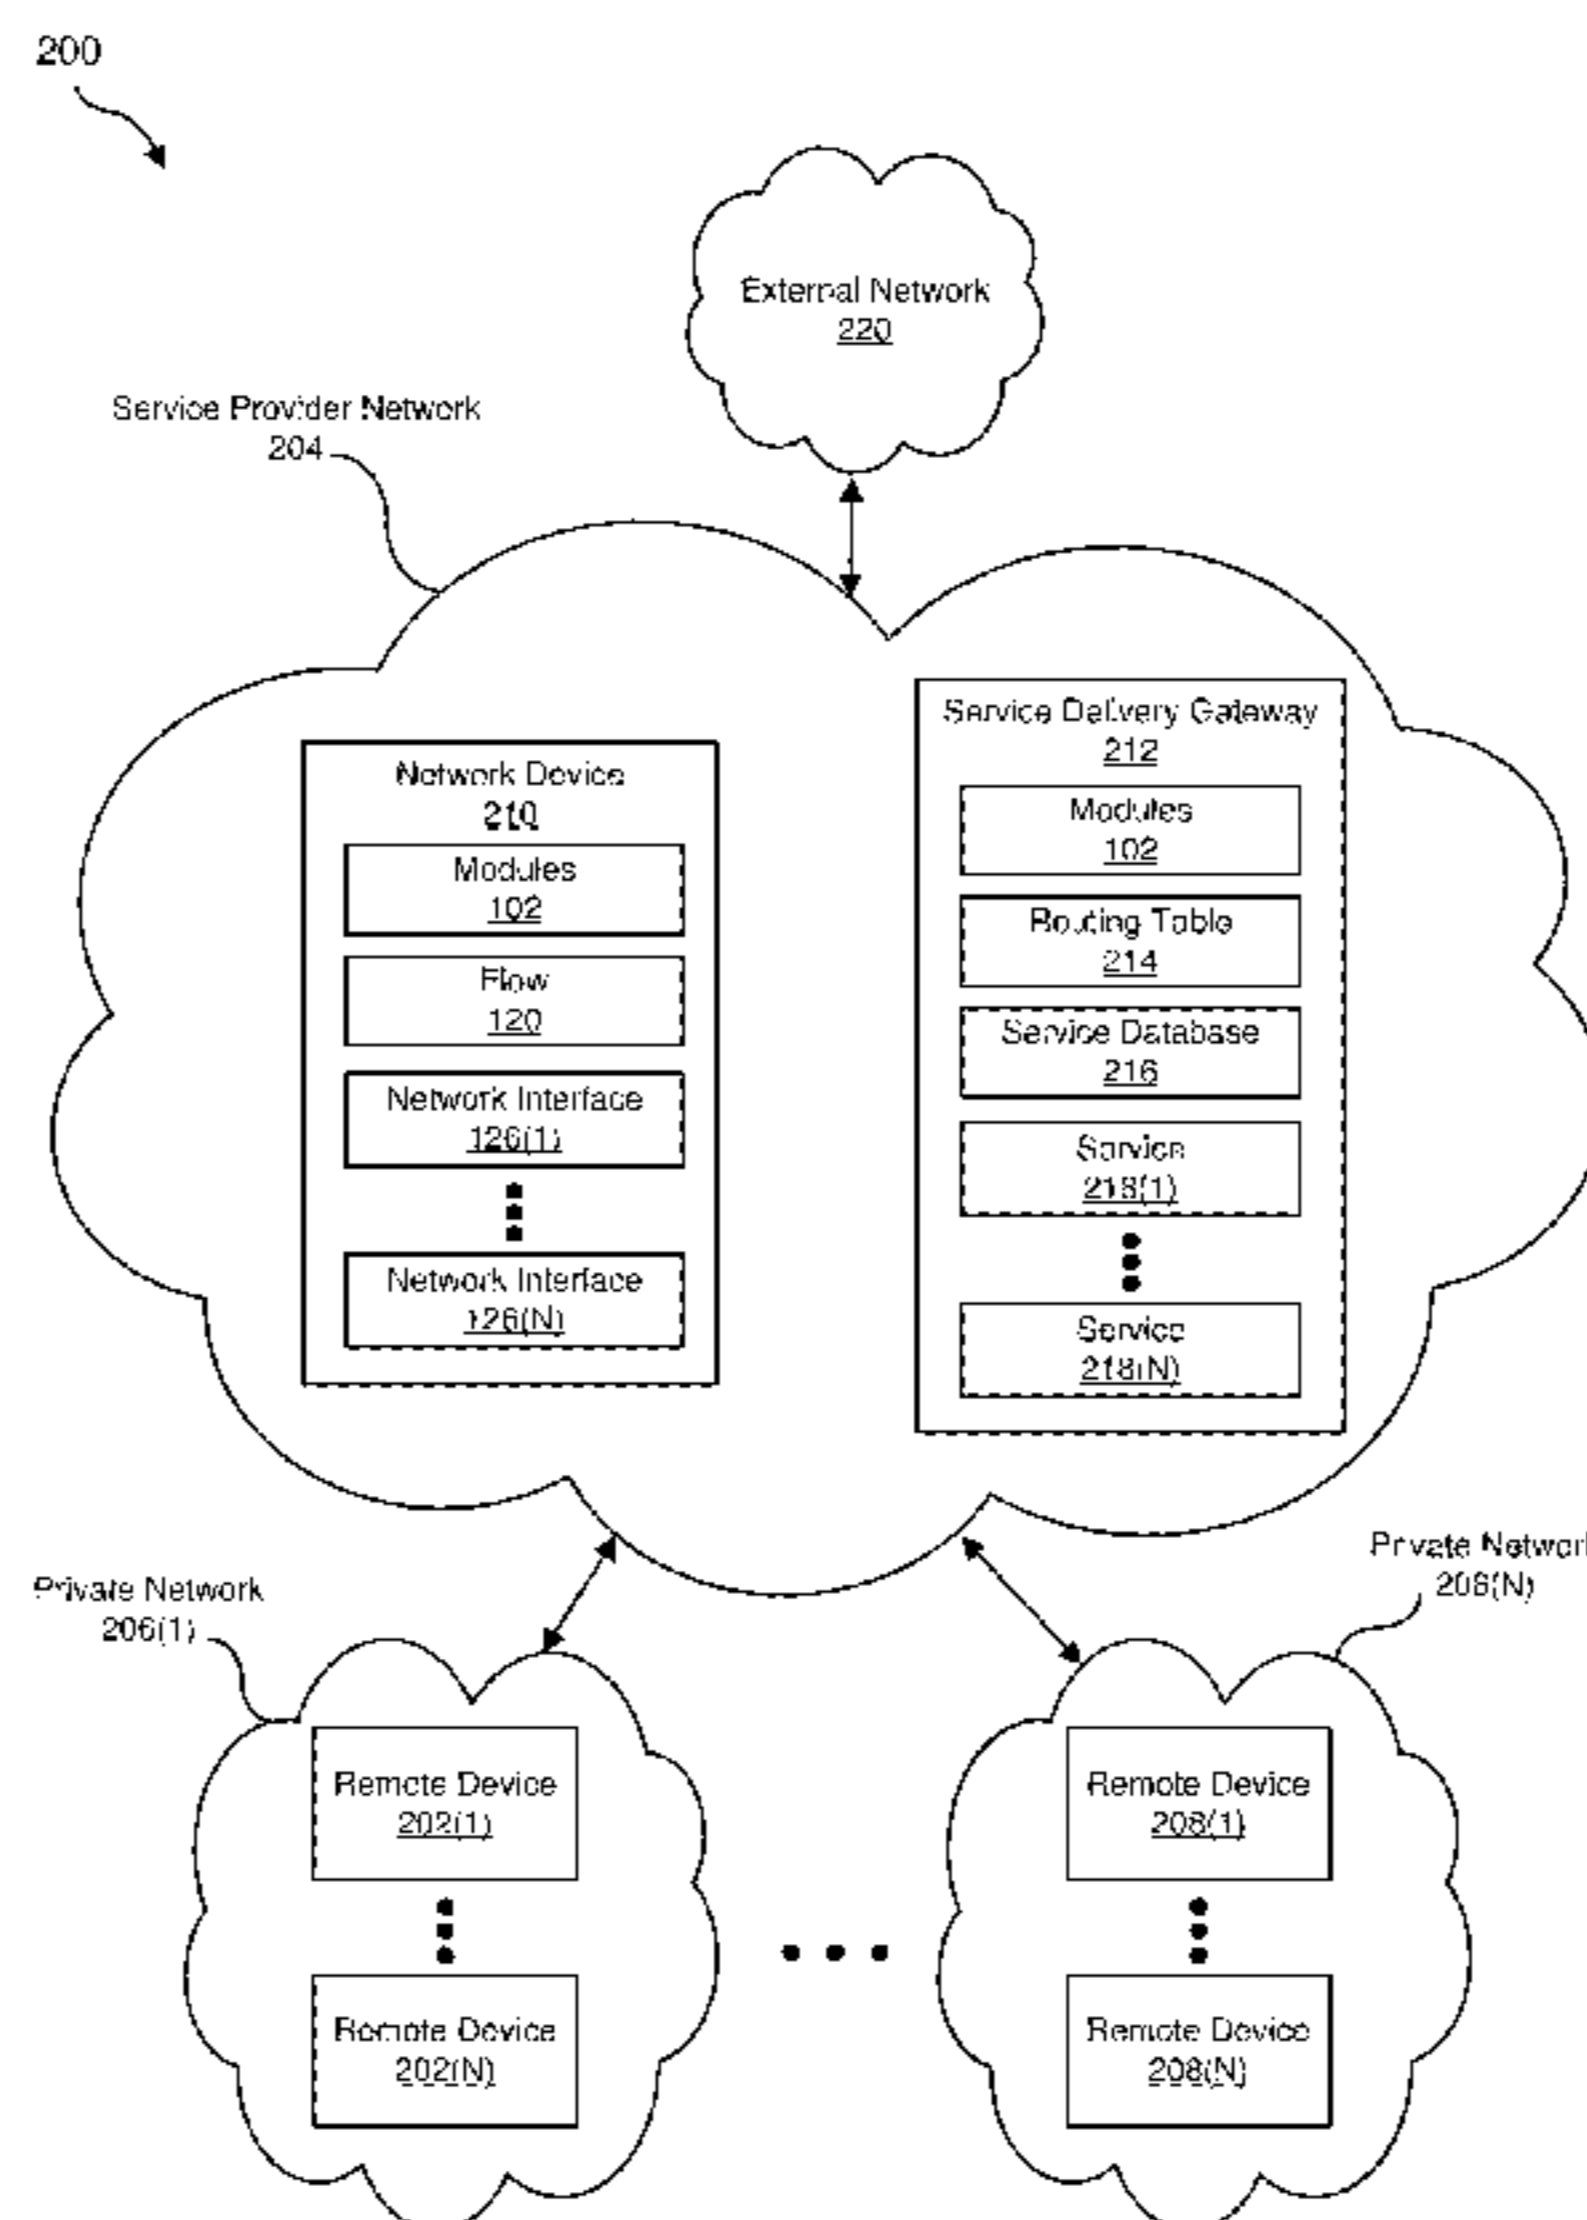 200
External Network
220
Service Provider Network
204
Network Device
210
Modules
102
Flow
120
Network Interface
126(1)
Network Interface
126(N)
Service Delivery Gateway
212
Modules
102
Routing Table
214
Service Database
216
Service
218(1)
Service
218(N)
Private Network
206(1)
Remote Device
202(1)
Remote Device
202(N)
Private Network
206(N)
Remote Device
208(1)
Remote Device
208(N)